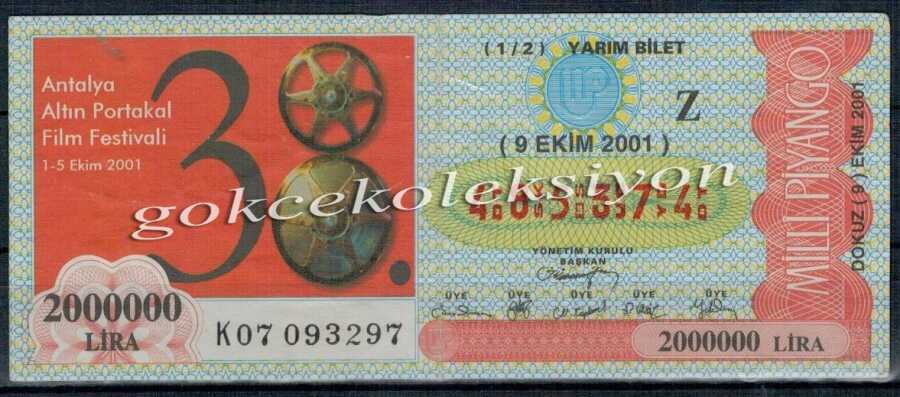 Antalya
Altın Portakal
Film Festivali
1-5 Ekim 2001
38.
2000000
LİRA
K07 093297
(1/2) YARIM BİLET
MP
Z
(9 EKİM 2001)
gokcekoleksiyon
YÖNETİM KURULU
BAŞKAN
ÜYE ÜYE ÜYE ÜYE ÜYE
2000000 LİRA
MİLLİ PİYANGO
DOKUZ (9) EKİM 2001